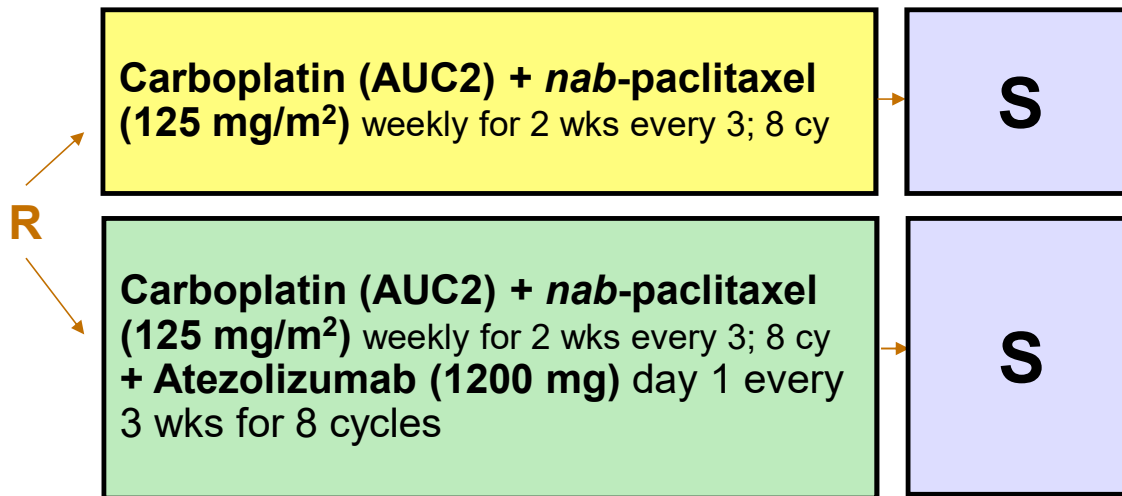 Carboplatin (AUC2) + nab-paclitaxel
(125 mg/m²) weekly for 2 wks every 3; 8 cy
S
R
Carboplatin (AUC2) + nab-paclitaxel
(125 mg/m²) weekly for 2 wks every 3; 8 cy
+ Atezolizumab (1200 mg) day 1 every
3 wks for 8 cycles
S